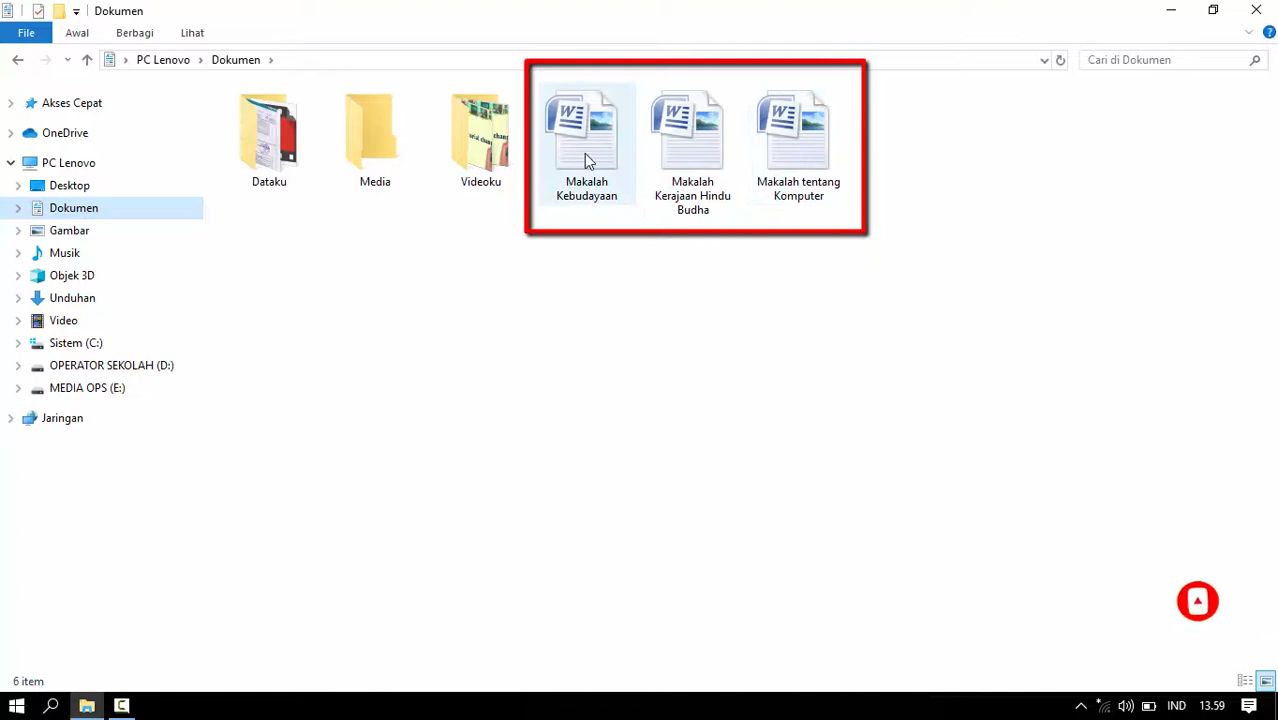 Dokumen
File Awal Berbagi Lihat
PC Lenovo Dokumen
Cari di Dokumen
Akses Cepat
OneDrive
PC Lenovo
Desktop
Dokumen
Gambar
Musik
Objek 3D
Unduhan
Video
Sistem (C:)
OPERATOR SEKOLAH (D:)
MEDIA OPS (E:)
Jaringan
Dataku
Media
Videoku
Makalah
Kebudayaan
Makalah
Kerajaan Hindu
Budha
Makalah tentang
Komputer
6 item
IND 13.59